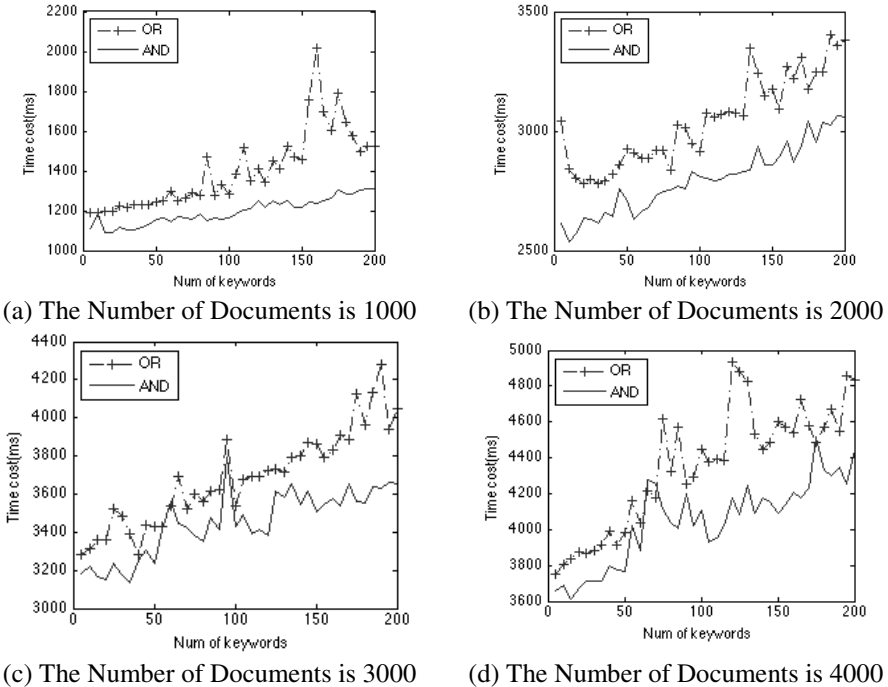 2200
2000
1800
1600
1400
1200
1000
Time cost(ms)
OR
AND
0 50 100 150 200
Num of keywords
(a) The Number of Documents is 1000
3500
3000
2500
Time cost(ms)
OR
AND
0 50 100 150 200
Num of keywords
(b) The Number of Documents is 2000
4400
4200
4000
3800
3600
3400
3200
3000
Time cost(ms)
OR
AND
0 50 100 150 200
Num of keywords
(c) The Number of Documents is 3000
5000
4800
4600
4400
4200
4000
3800
3600
Time cost(ms)
OR
AND
0 50 100 150 200
Num of keywords
(d) The Number of Documents is 4000